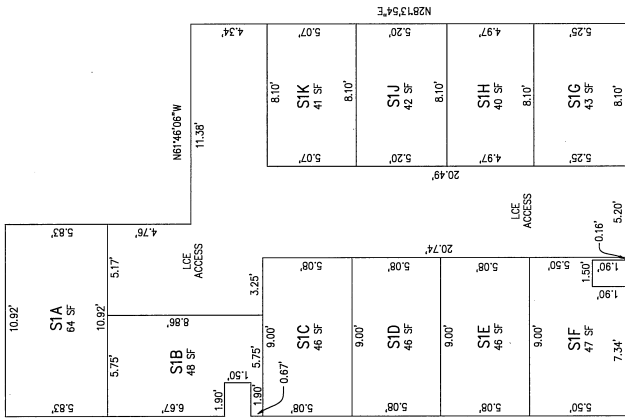 N28°13'54"E
4.34'
5.07'
5.20'
4.97'
5.25'
N61°46'06"W
11.38'
8.10'
S1K
41 SF
8.10'
S1J
42 SF
8.10'
S1H
40 SF
8.10'
S1G
43 SF
8.10'
5.07'
5.20'
4.97'
5.25'
20.49'
LCE
ACCESS
5.20'
0.16'
5.83'
4.76'
10.92'
S1A
64 SF
10.92'
5.17'
LCE
ACCESS
5.83'
5.75'
8.86'
S1B
48 SF
6.67'
1.50'
1.90'
1.90'
5.75'
3.25'
0.67'
20.74'
5.08'
5.08'
5.08'
5.50'
9.00'
S1C
46 SF
9.00'
S1D
46 SF
9.00'
S1E
46 SF
9.00'
S1F
47 SF
7.34'
1.50'
1.90'
1.90'
5.08'
5.08'
5.08'
5.50'